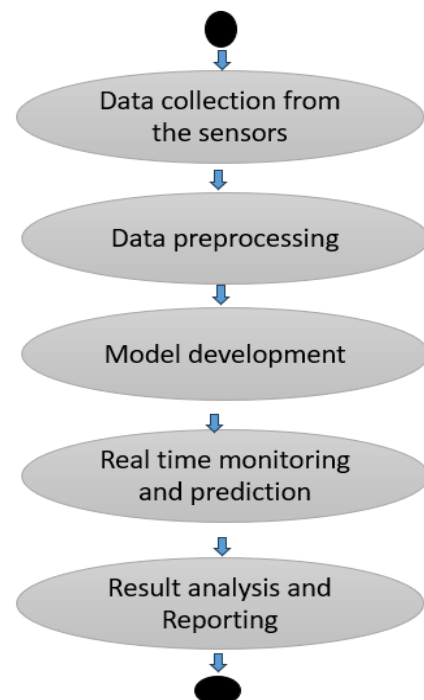 Data collection from
the sensors
Data preprocessing
Model development
Real time monitoring
and prediction
Result analysis and
Reporting